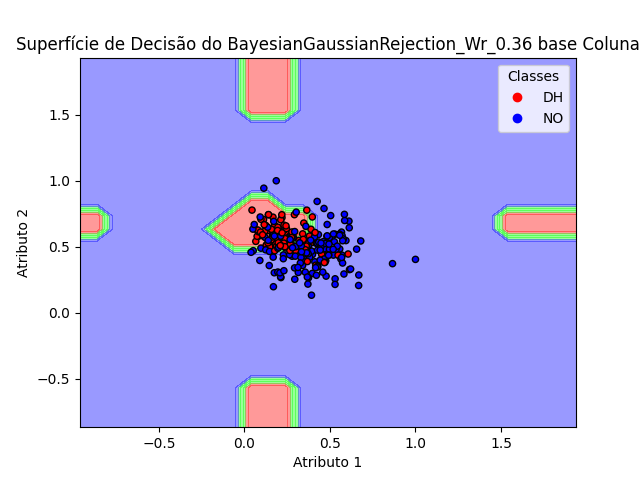 Superfície de Decisão do BayesianGaussianRejection_Wr_0.36 base Coluna
Classes
DH
NO
1.5
1.0
0.5
0.0
−0.5
Atributo 2
−0.5
0.0
0.5
1.0
1.5
Atributo 1